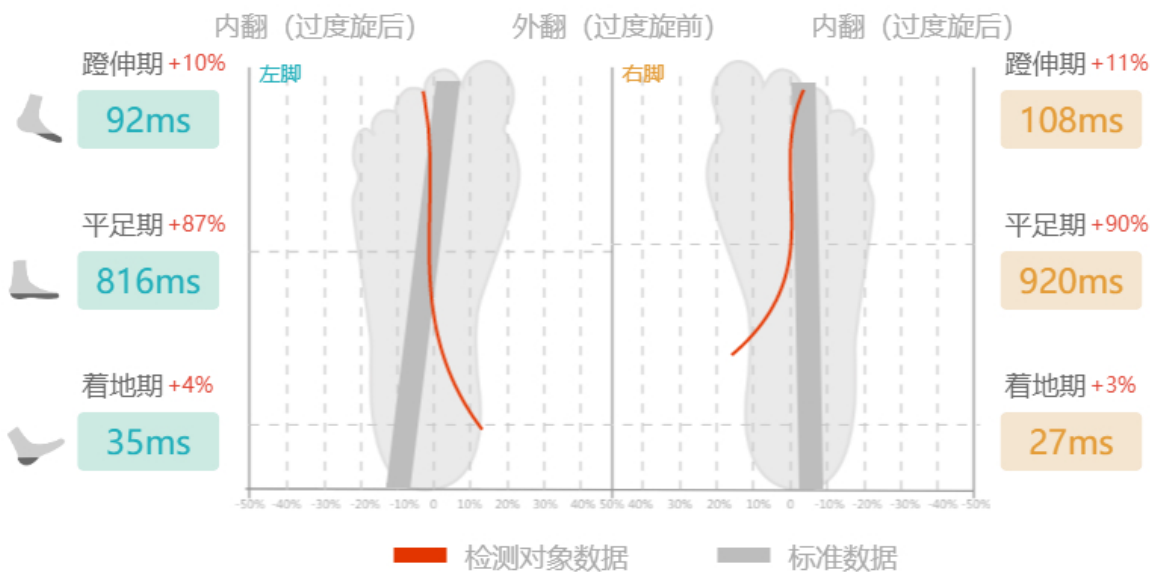 内翻（过度旋后） 外翻（过度旋前） 内翻（过度旋后）
左脚 右脚
蹬伸期 +10%
92ms
平足期 +87%
816ms
着地期 +4%
35ms
蹬伸期 +11%
108ms
平足期 +90%
920ms
着地期 +3%
27ms
-50% -40% -30% -20% -10% 0 10% 20% 30% 40% 50% 40% 30% 20% 10% 0 -10% -20% -30% -40% -50%
检测对象数据 标准数据